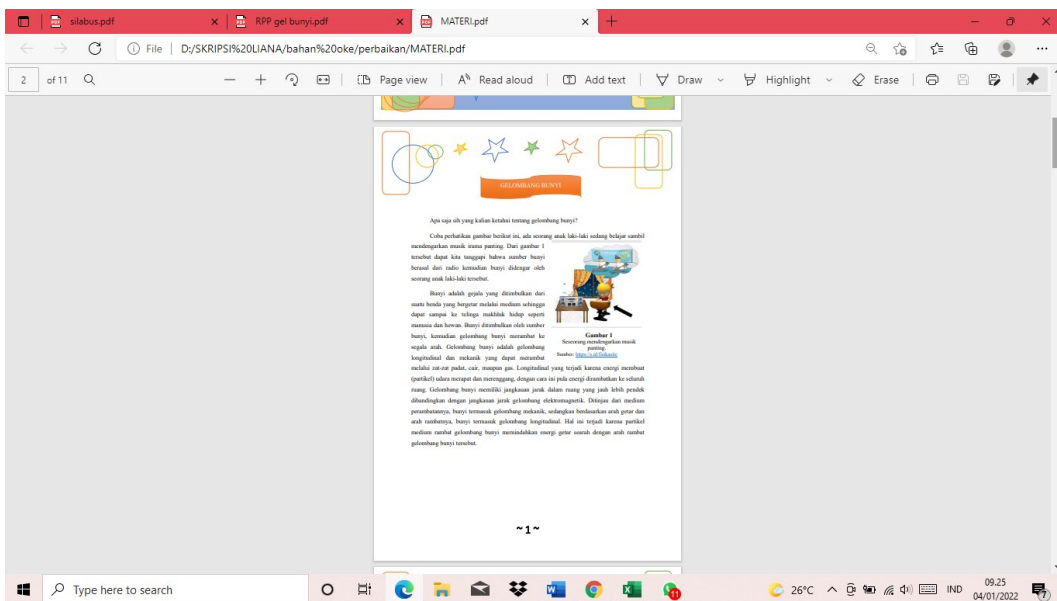 silabus.pdf
RPP gel bunyi.pdf
MATERI.pdf
File
D:/SKRIPSI%20LIANA/bahan%20oke/perbaikan/MATERI.pdf
2
of 11
Page view
Read aloud
Add text
Draw
Highlight
Erase
GELOMBANG BUNYI
Apa saja sih yang kalian ketahui tentang gelombang bunyi?
Coba perhatikan gambar berikut ini, ada seorang anak laki-laki sedang belajar sambil
mendengarkan musik irama panting. Dari gambar 1
tersebut dapat kita tanggapi bahwa sumber bunyi
berasal dari radio kemudian bunyi didengar oleh
seorang anak laki-laki tersebut.
Bunyi adalah gejala yang ditimbulkan dari
suatu benda yang bergetar melalui medium sehingga
dapat sampai ke telinga makhluk hidup seperti
manusia dan hewan. Bunyi ditimbulkan oleh sumber
bunyi, kemudian gelombang bunyi merambat ke
segala arah. Gelombang bunyi adalah gelombang
longitudinal dan mekanik yang dapat merambat
Gambar 1
Seseorang mendengarkan musik
panting.
Sumber:
melalui zat-zat padat, cair, maupun gas. Longitudinal yang terjadi karena energi membuat
(partikel) udara merapat dan merenggang, dengan cara ini pula energi dirambatkan ke seluruh
ruang. Gelombang bunyi memiliki jangkauan jarak dalam ruang yang jauh lebih pendek
dibandingkan dengan jangkauan jarak gelombang elektromagnetik. Ditinjau dari medium
perambatannya, bunyi termasuk gelombang mekanik, sedangkan berdasarkan arah getar dan
arah rambatnya, bunyi termasuk gelombang longitudinal. Hal ini terjadi karena partikel
medium rambat gelombang bunyi memindahkan energi getar searah dengan arah rambat
gelombang bunyi tersebut.
~1~
Type here to search
26°C
IND
09.25
04/01/2022